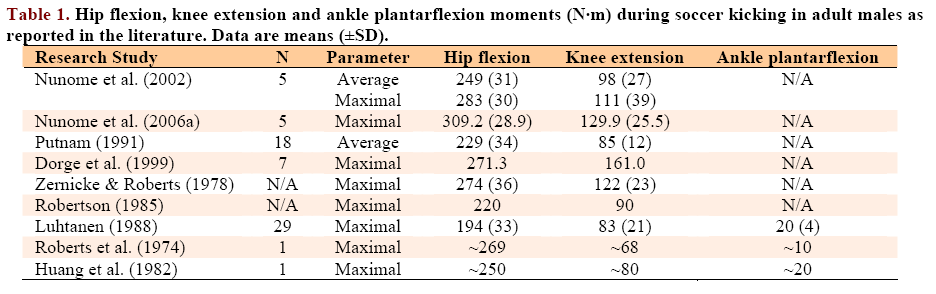 Table 1. Hip flexion, knee extension and ankle plantarflexion moments (N·m) during soccer kicking in adult males as
reported in the literature. Data are means (±SD).
Research Study N Parameter Hip flexion Knee extension Ankle plantarflexion
Nunome et al. (2002) 5 Average 249 (31) 98 (27) N/A
Maximal 283 (30) 111 (39)
Nunome et al. (2006a) 5 Maximal 309.2 (28.9) 129.9 (25.5) N/A
Putnam (1991) 18 Average 229 (34) 85 (12) N/A
Dorge et al. (1999) 7 Maximal 271.3 161.0 N/A
Zernicke & Roberts (1978) N/A Maximal 274 (36) 122 (23) N/A
Robertson (1985) N/A Maximal 220 90 N/A
Luhtanen (1988) 29 Maximal 194 (33) 83 (21) 20 (4)
Roberts et al. (1974) 1 Maximal ~269 ~68 ~10
Huang et al. (1982) 1 Maximal ~250 ~80 ~20